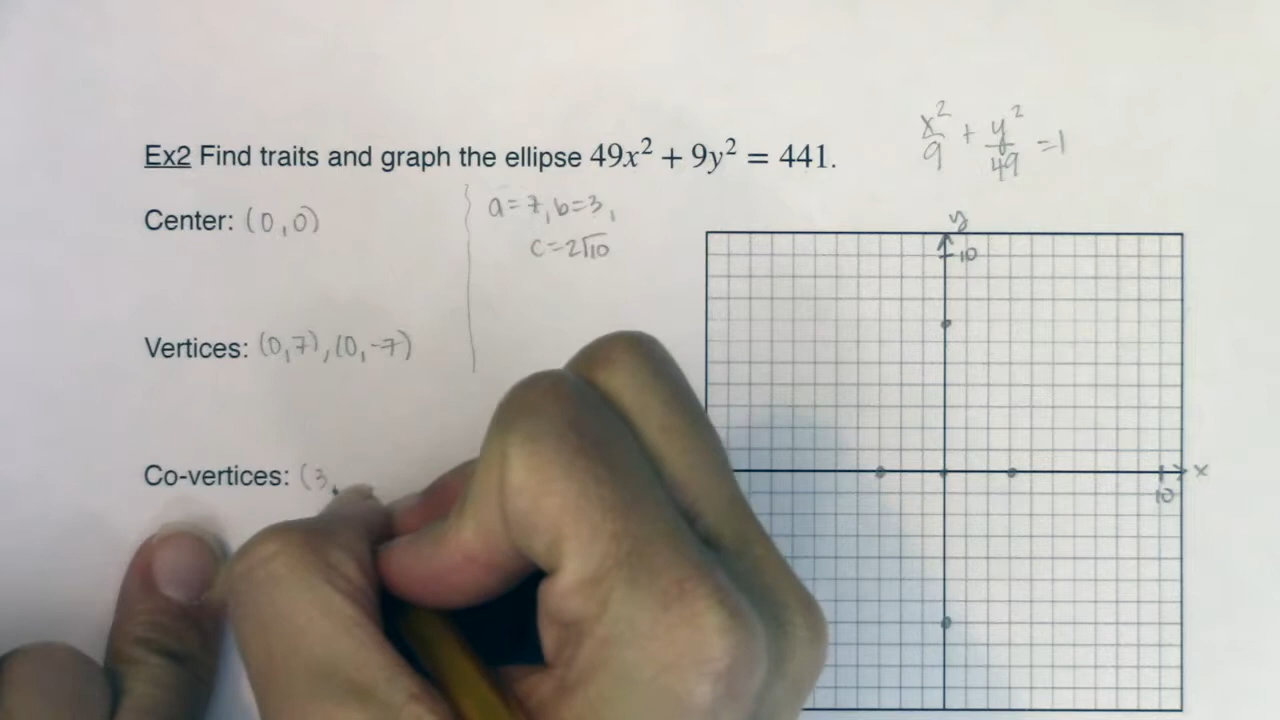 Ex2 Find traits and graph the ellipse 49x² + 9y² = 441.
x²/9 + y²/49 = 1
Center: (0,0)
a=7, b=3,
c=2√10
y
10
Vertices: (0,7), (0,-7)
Co-vertices: (3,
x
10